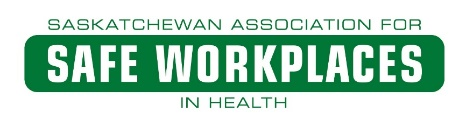 SASKATCHEWAN ASSOCIATION FOR
SAFE WORKPLACES
IN HEALTH